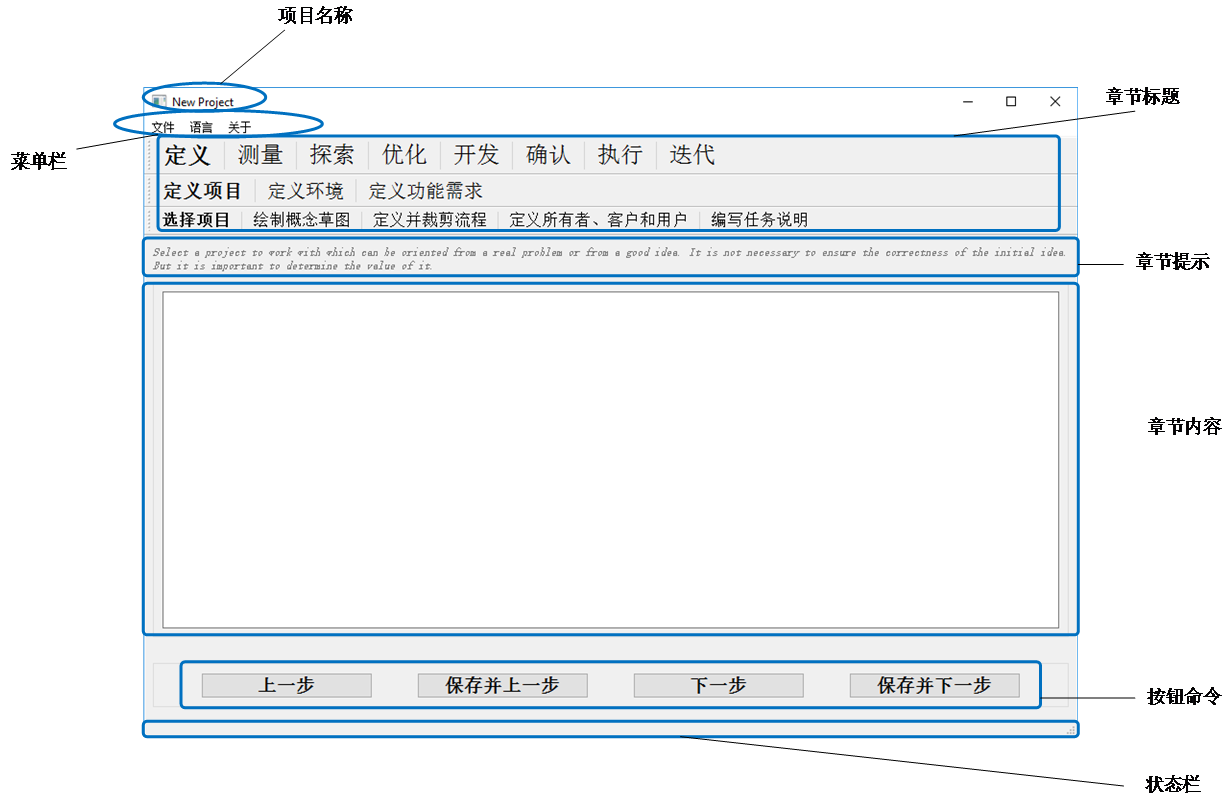 项目名称
章节标题
New Project
菜单栏
文件 语言 关于
定义 测量 探索 优化 开发 确认 执行 迭代
定义项目 定义环境 定义功能需求
选择项目 绘制概念草图 定义并裁剪流程 定义所有者、客户和用户 编写任务说明
Select a project to work with which can be oriented from a real problem or from a good idea. It is not necessary to ensure the correctness of the initial idea.
But it is important to determine the value of it.
章节提示
章节内容
上一步 保存并上一步 下一步 保存并下一步
按钮命令
状态栏